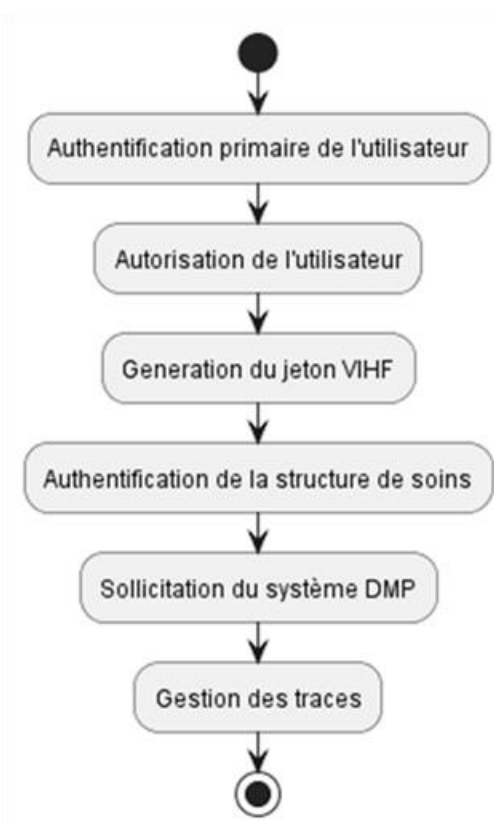 Authentification primaire de l'utilisateur
Autorisation de l'utilisateur
Generation du jeton VIHF
Authentification de la structure de soins
Sollicitation du système DMP
Gestion des traces